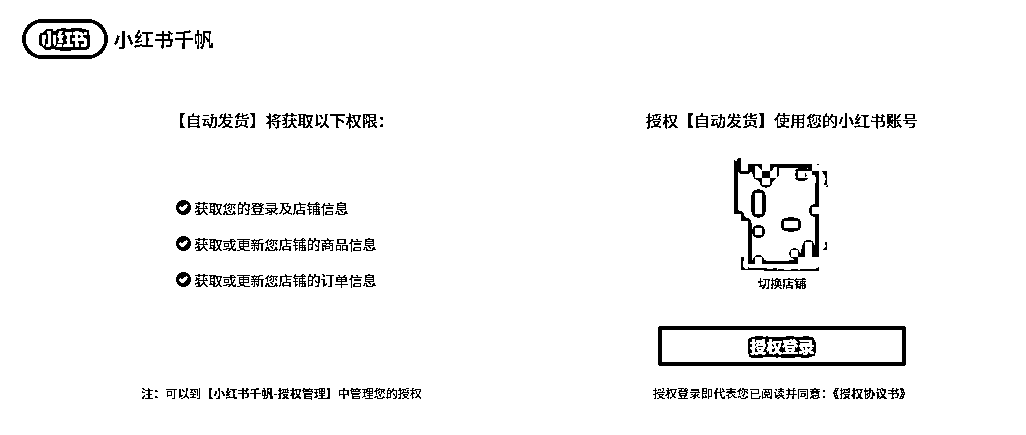 小红书 小红书千帆
【自动发货】将获取以下权限：
获取您的登录及店铺信息
获取或更新您店铺的商品信息
获取或更新您店铺的订单信息
注：可以到【小红书千帆-授权管理】中管理您的授权
授权【自动发货】使用您的小红书账号
切换店铺
授权登录
授权登录即代表您已阅读并同意：《授权协议书》